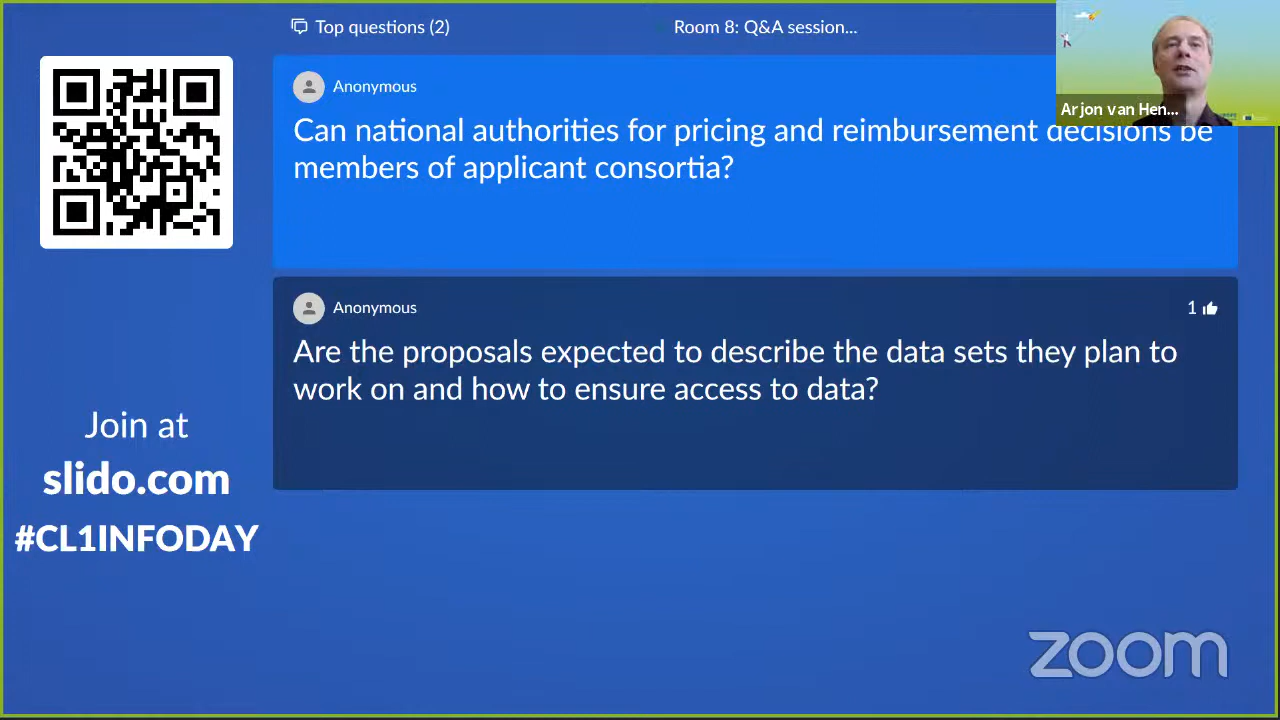 Top questions (2)
Room 8: Q&A session...
Arjon van Hen...
Anonymous
Can national authorities for pricing and reimbursement decisions be
members of applicant consortia?
Anonymous
1
Are the proposals expected to describe the data sets they plan to
work on and how to ensure access to data?
Join at
slido.com
#CL1INFODAY
zoom